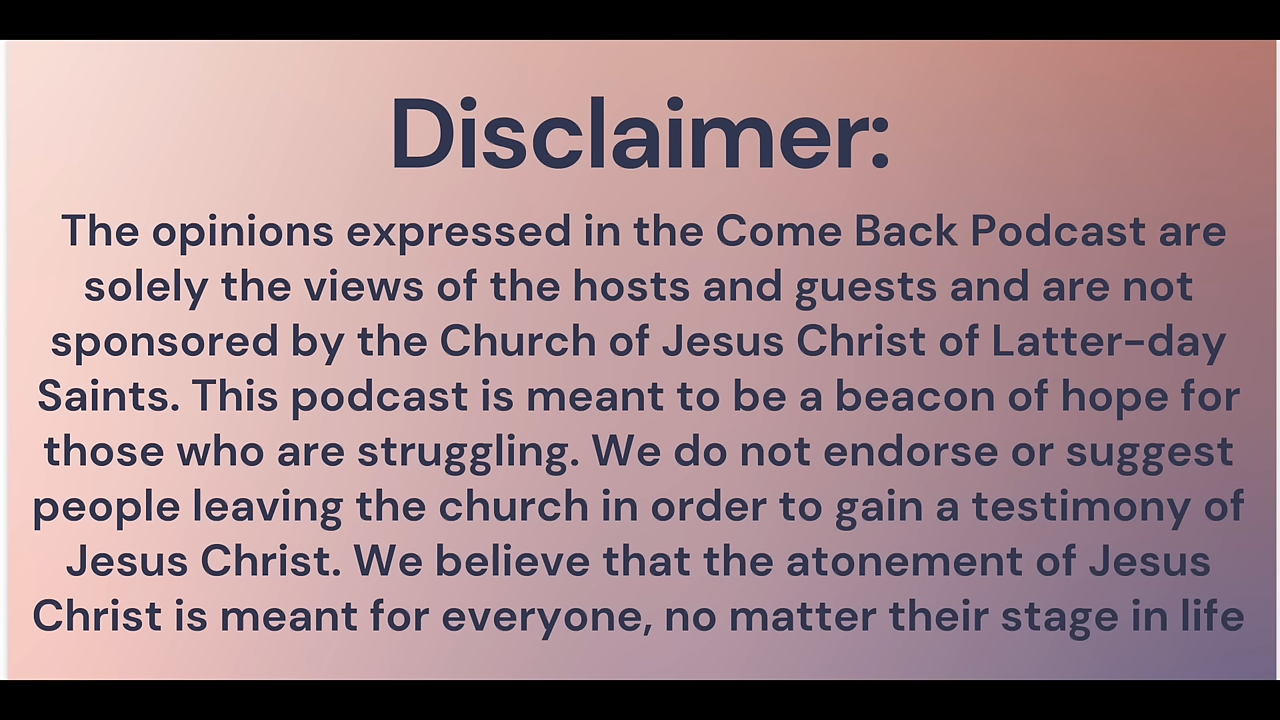 Disclaimer:
The opinions expressed in the Come Back Podcast are
solely the views of the hosts and guests and are not
sponsored by the Church of Jesus Christ of Latter-day
Saints. This podcast is meant to be a beacon of hope for
those who are struggling. We do not endorse or suggest
people leaving the church in order to gain a testimony of
Jesus Christ. We believe that the atonement of Jesus
Christ is meant for everyone, no matter their stage in life